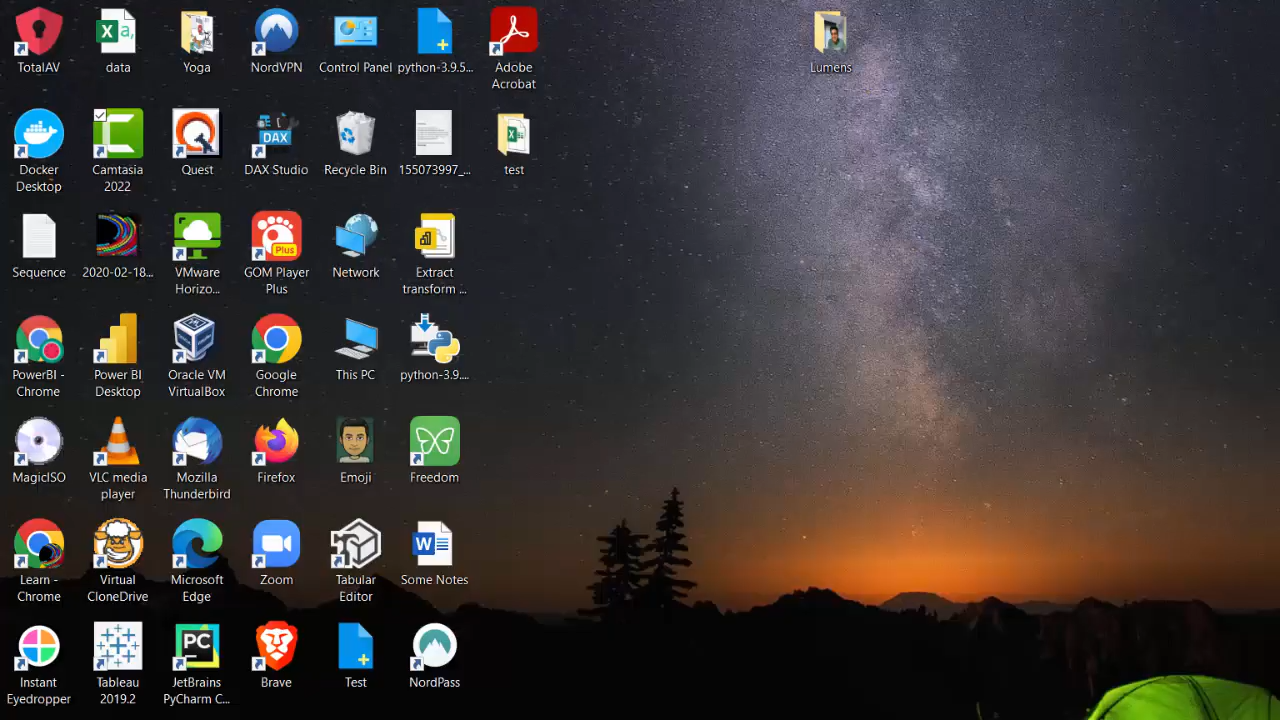 TotalAV
data
Yoga
NordVPN
Control Panel
python-3.9.5...
Adobe
Acrobat
Lumens
Docker
Desktop
Camtasia
2022
Quest
DAX
DAX Studio
Recycle Bin
155073997_...
test
Sequence
2020-02-18...
VMware
Horizo...
Plus
GOM Player
Plus
Network
Extract
transform ...
PowerBI -
Chrome
Power BI
Desktop
Oracle VM
VirtualBox
Google
Chrome
This PC
python-3.9....
MagicISO
VLC media
player
Mozilla
Thunderbird
Firefox
Emoji
Freedom
Learn -
Chrome
Virtual
CloneDrive
Microsoft
Edge
Zoom
Tabular
Editor
W
Some Notes
Instant
Eyedropper
Tableau
2019.2
PC
JetBrains
PyCharm C...
Brave
Test
NordPass